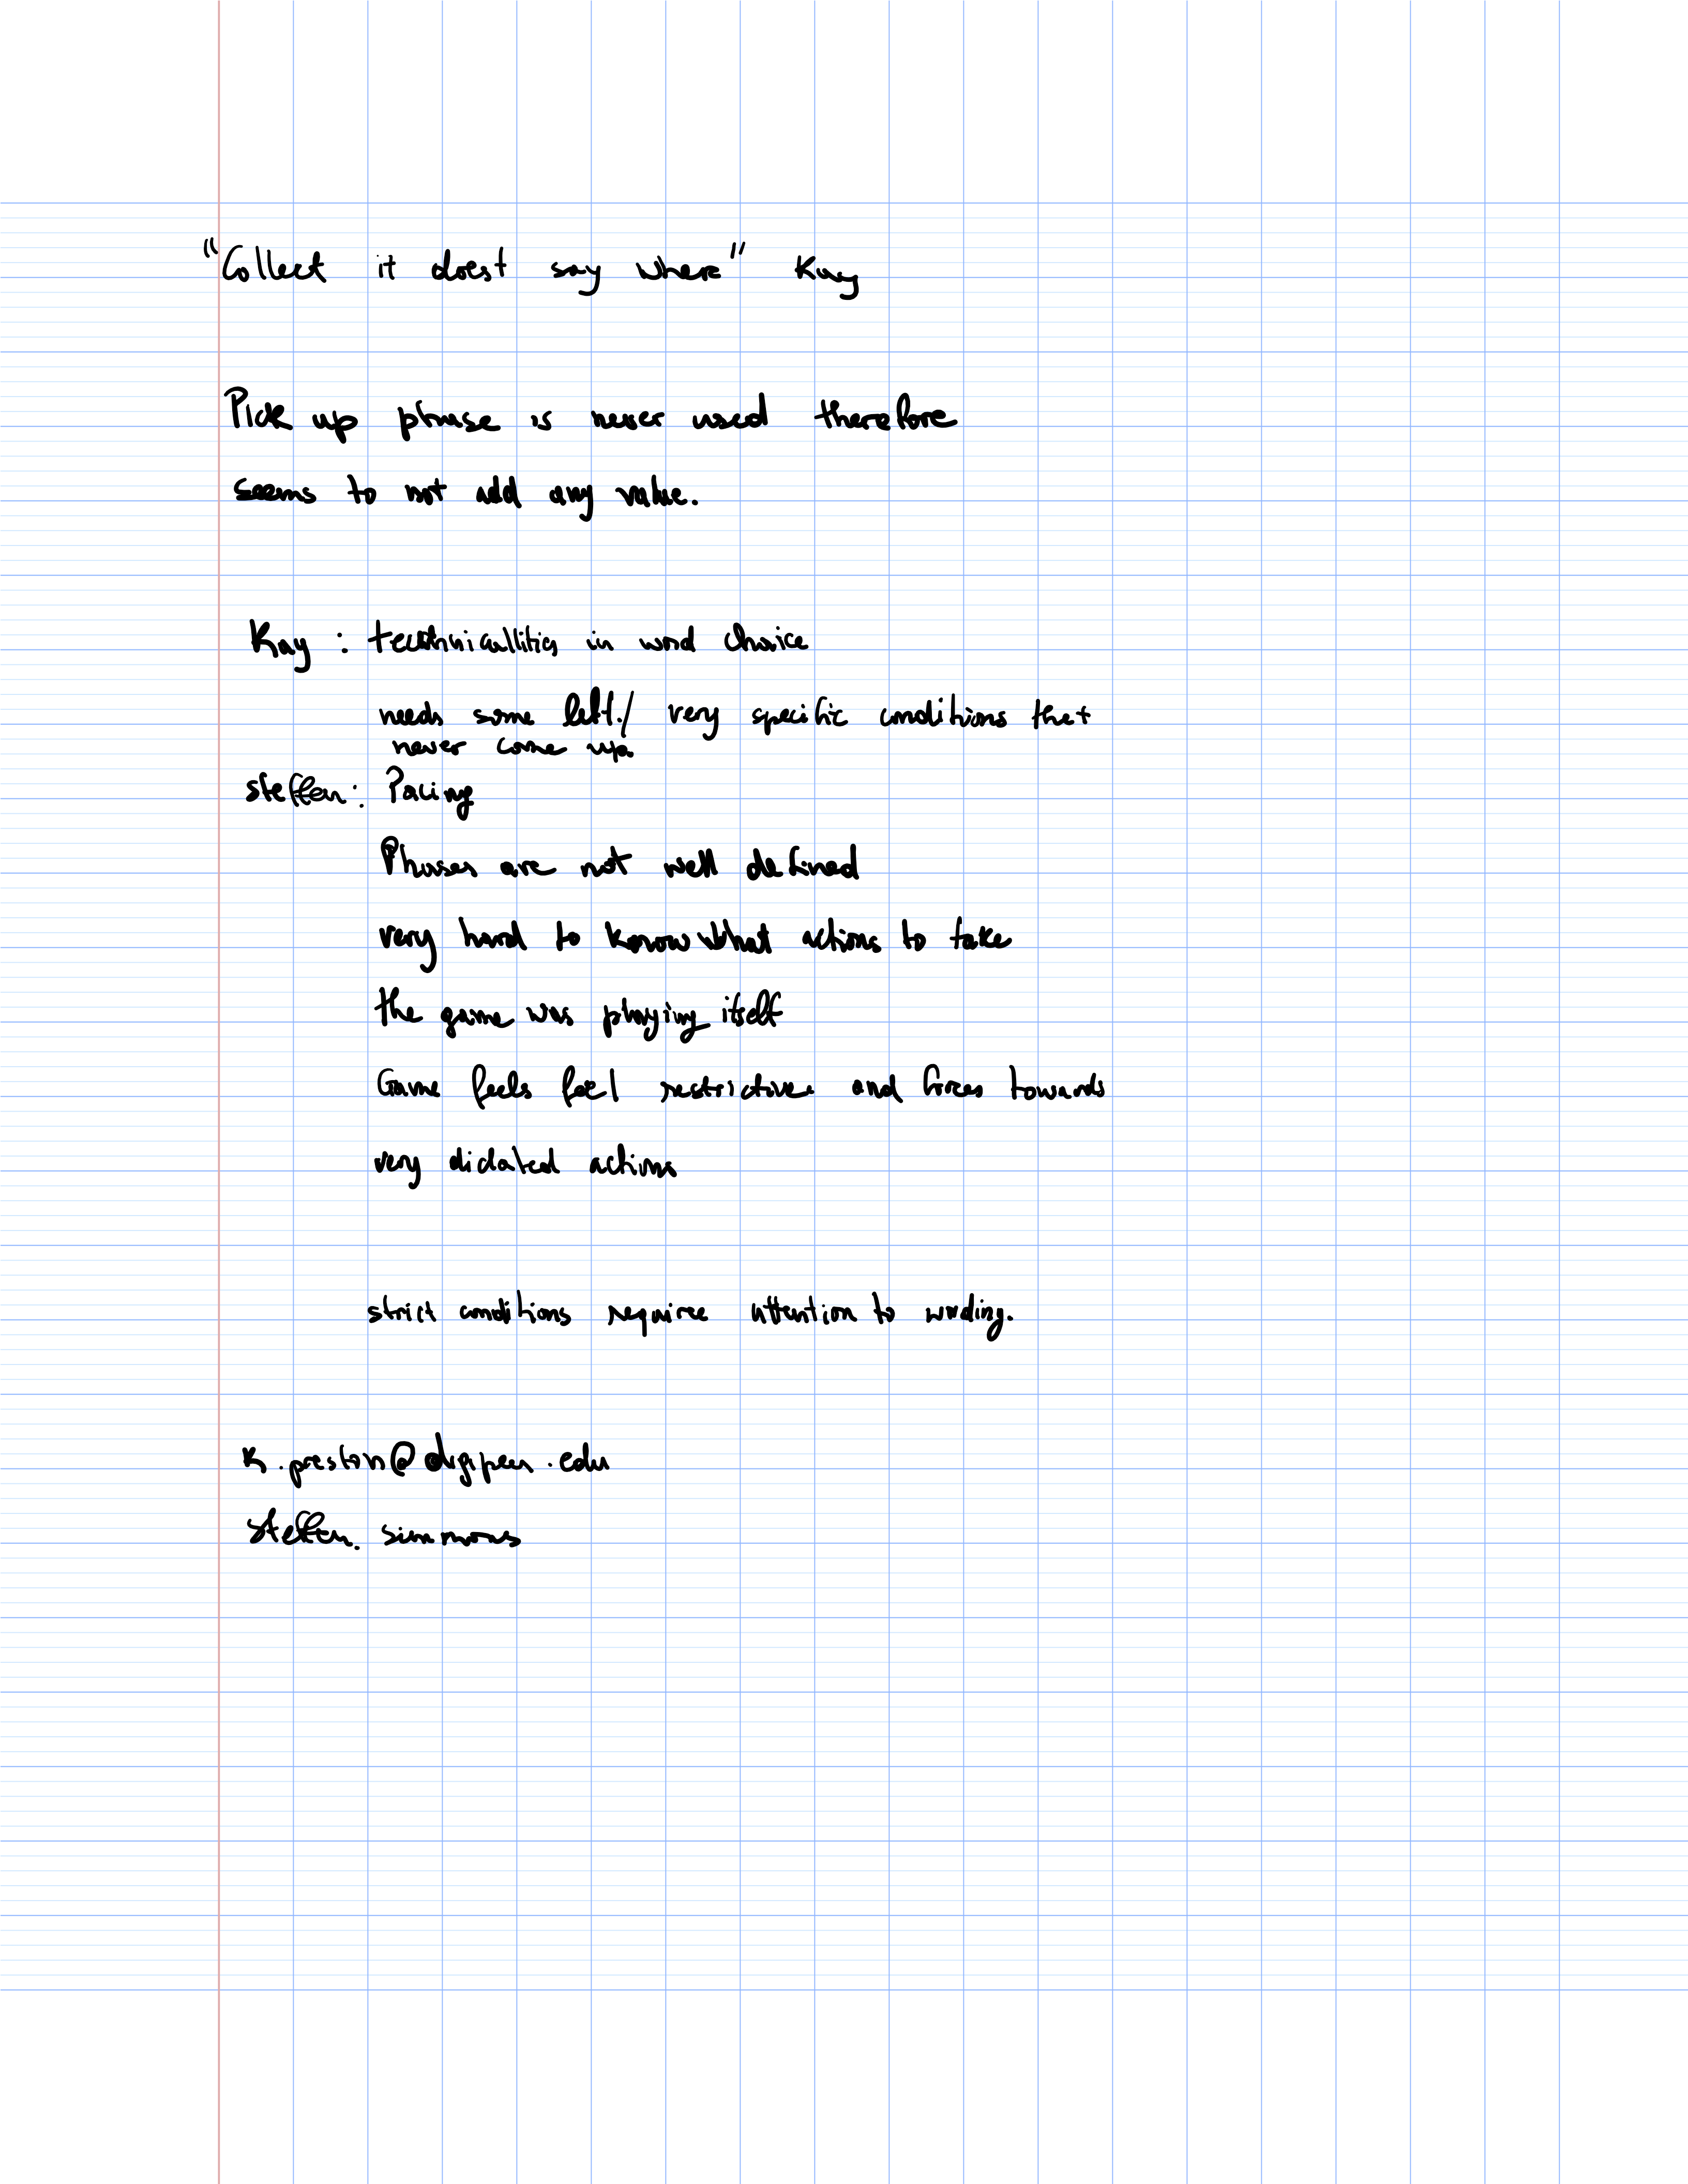 "Collect it doest say where" Kay
Pick up phrase is never used therefore
seems to not add any value.
Kay : in word choice
needs some left./ very specific conditions that
never come up.
steffen: Pacing
Phases are not well defined
very hard to know what actions to take
the game was playing itself
Game feels feel restrictive and forces towards
very dictated actions
strict conditions require attention to wording.
K.preston@digipen.edu
Steffen. simmons